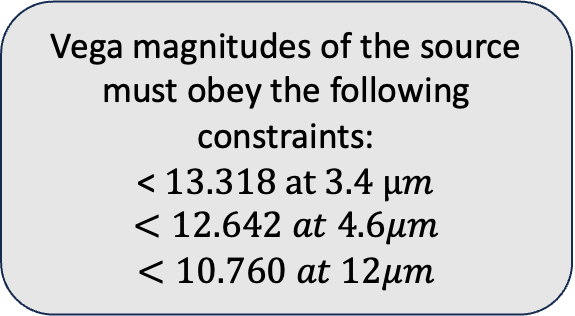 Vega magnitudes of the source
must obey the following
constraints:
< 13.318 at 3.4 μm
< 12.642 at 4.6μm
< 10.760 at 12μm